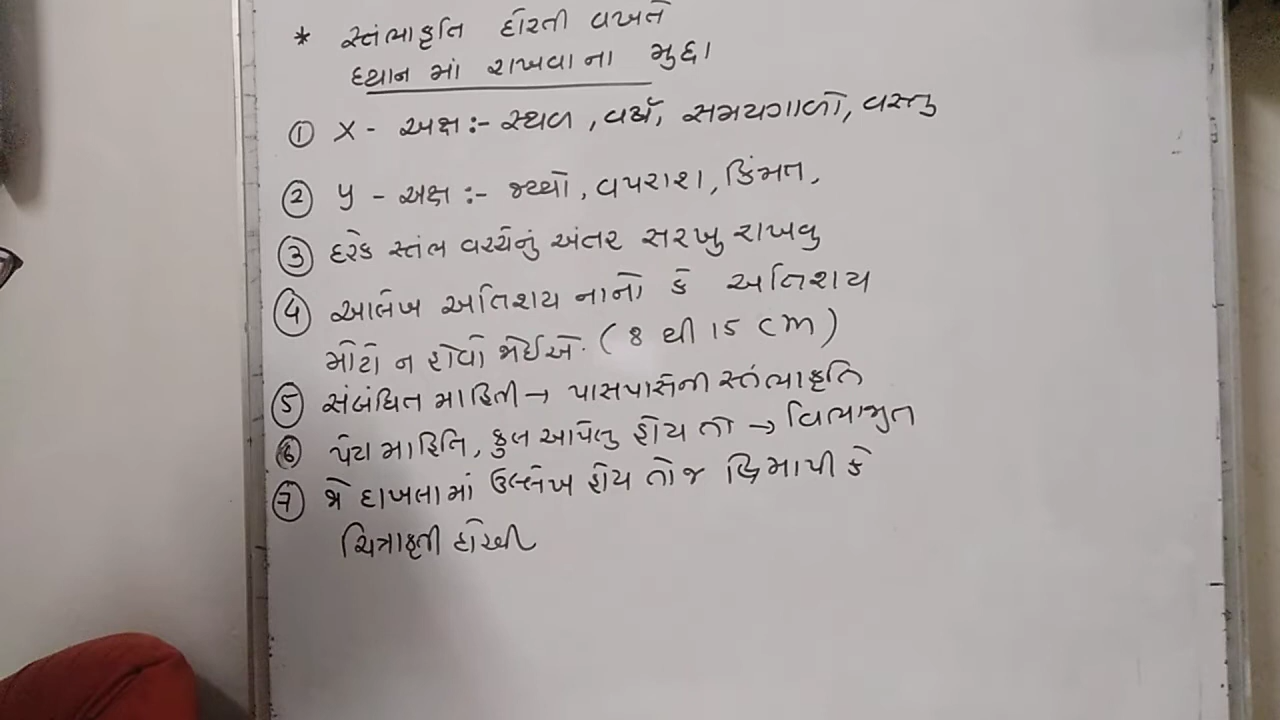 * સ્તંભાકૃતિ દોરતી વખતે
ધ્યાન માં રાખવાના મુદ્દા
① X - અક્ષ :- સ્થળ , વર્ષ, સમયગાળો, વસ્તુ
② y - અક્ષ :- જથ્થો , વપરાશ , કિંમત ,
③ દરેક સ્તંભ વચ્ચેનું અંતર સરખુ રાખવુ
④ આલેખ અતિશય નાનો કે અતિશય
મોટો ન હોવો જોઈએ. ( 8 થી 15 cm )
⑤ સંબંધિત માહિતી → પાસપાસેની સ્તંભાકૃતિ
⑥ પેટા માહિતિ , કુલ આપેલુ હોય તો → વિભાજીત
⑦ જો દાખલામાં ઉલ્લેખ હોય તોજ દ્વિમાપી કે
ચિત્રાકૃતી દોરવી